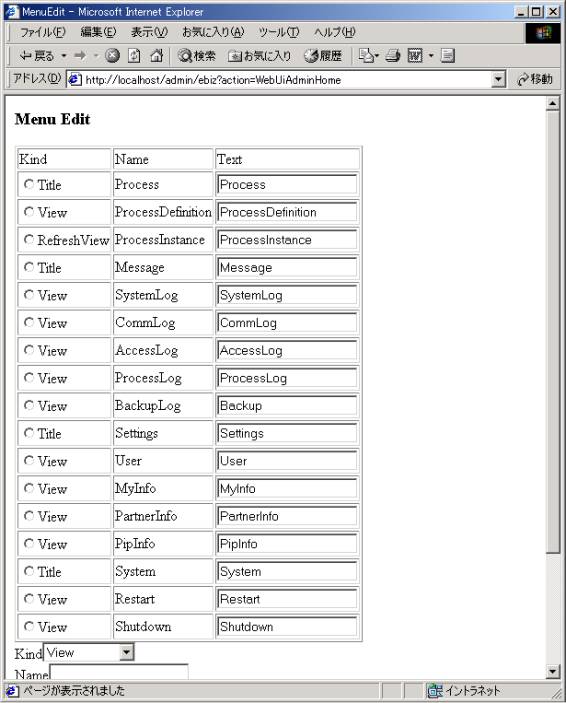 MenuEdit - Microsoft Internet Explorer
ファイル(F) 編集(E) 表示(V) お気に入り(A) ツール(T) ヘルプ(H)
戻る 検索 お気に入り 履歴
アドレス(D) http://localhost/admin/ebiz?action=WebUiAdminHome 移動
Menu Edit
Kind Name Text
Title Process Process
View ProcessDefinition ProcessDefinition
RefreshView ProcessInstance ProcessInstance
Title Message Message
View SystemLog SystemLog
View CommLog CommLog
View AccessLog AccessLog
View ProcessLog ProcessLog
View BackupLog Backup
Title Settings Settings
View User User
View MyInfo MyInfo
View PartnerInfo PartnerInfo
View PipInfo PipInfo
Title System System
View Restart Restart
View Shutdown Shutdown
Kind View
Name
ページが表示されました イントラネット